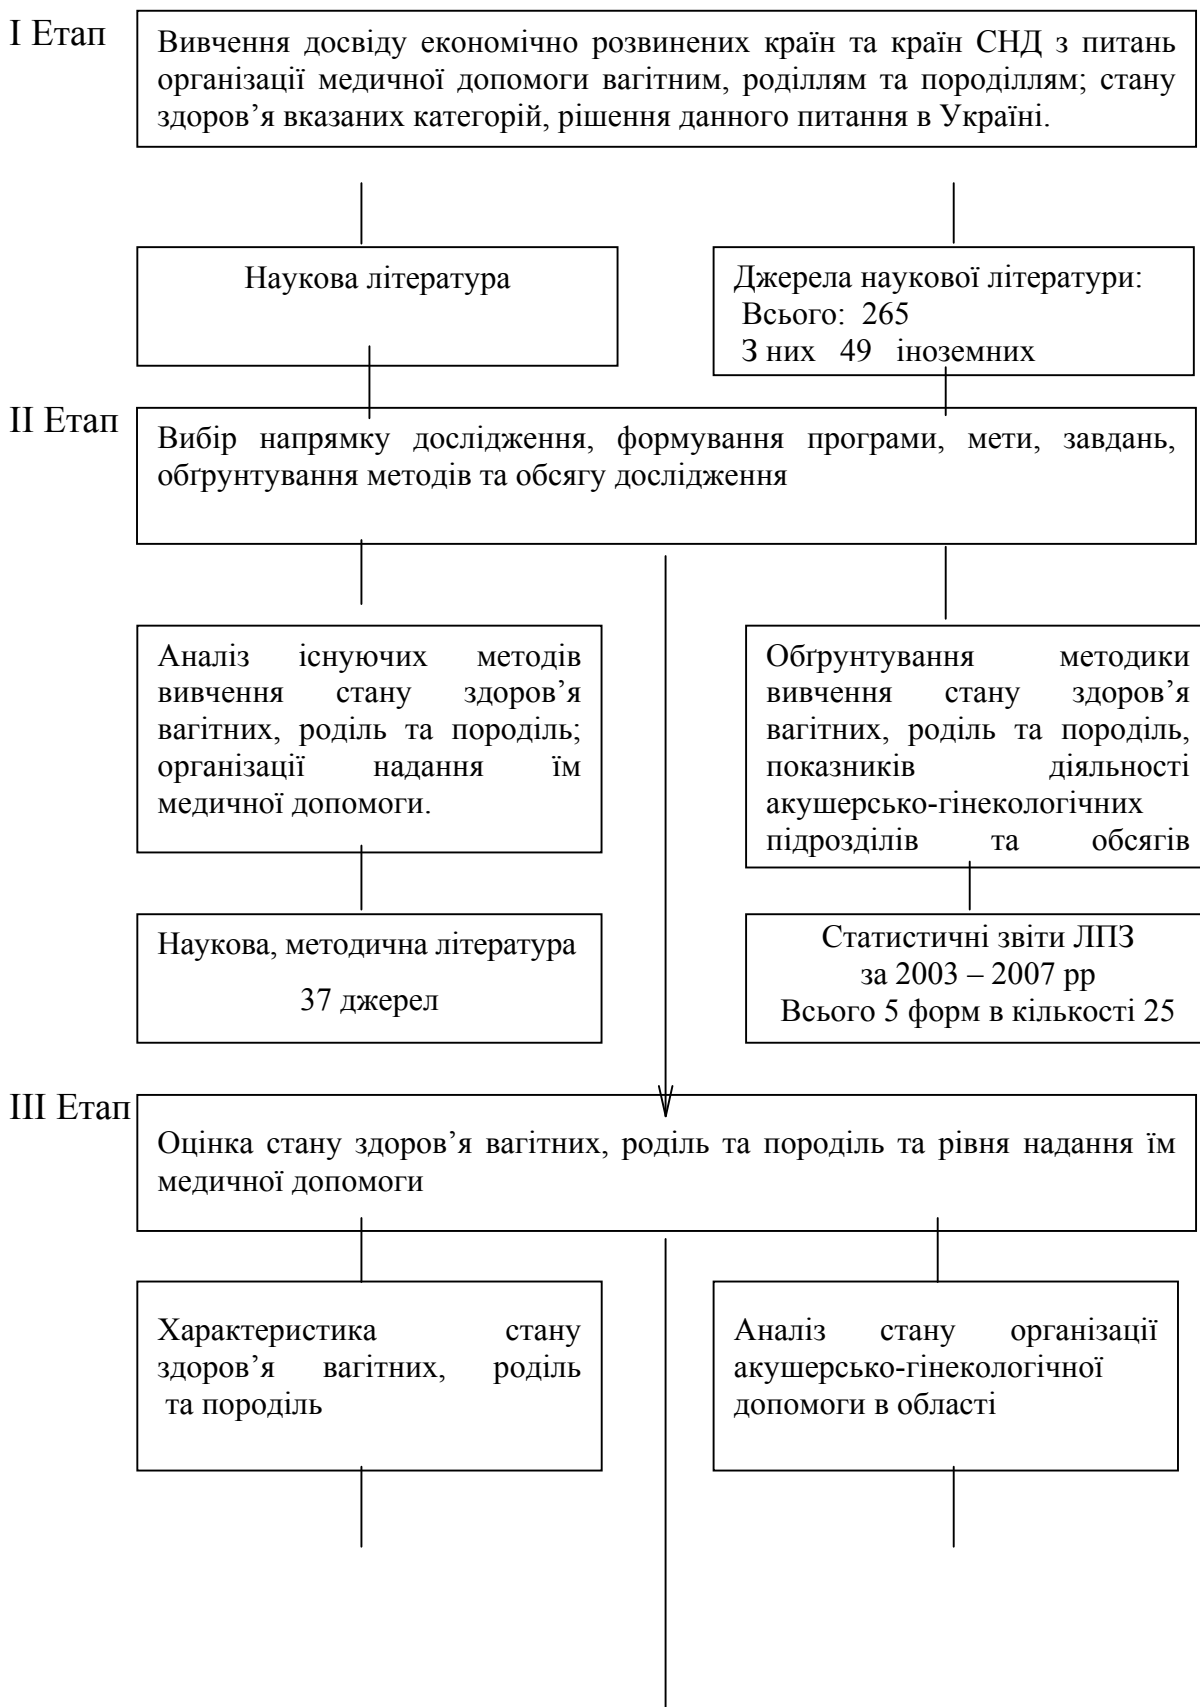 I Етап
Вивчення досвіду економічно розвинених країн та країн СНД з питань
організації медичної допомоги вагітним, роділлям та породіллям; стану
здоров’я вказаних категорій, рішення данного питання в Україні.
Наукова література
Джерела наукової літератури:
Всього: 265
З них 49 іноземних
II Етап
Вибір напрямку дослідження, формування програми, мети, завдань,
обґрунтування методів та обсягу дослідження
Аналіз існуючих методів
вивчення стану здоров’я
вагітних, роділь та породіль;
організації надання їм
медичної допомоги.
Обґрунтування методики
вивчення стану здоров’я
вагітних, роділь та породіль,
показників діяльності
акушерсько-гінекологічних
підрозділів та обсягів
Наукова, методична література
37 джерел
Статистичні звіти ЛПЗ
за 2003 – 2007 рр
Всього 5 форм в кількості 25
III Етап
Оцінка стану здоров’я вагітних, роділь та породіль та рівня надання їм
медичної допомоги
Характеристика стану
здоров’я вагітних, роділь
та породіль
Аналіз стану організації
акушерсько-гінекологічної
допомоги в області